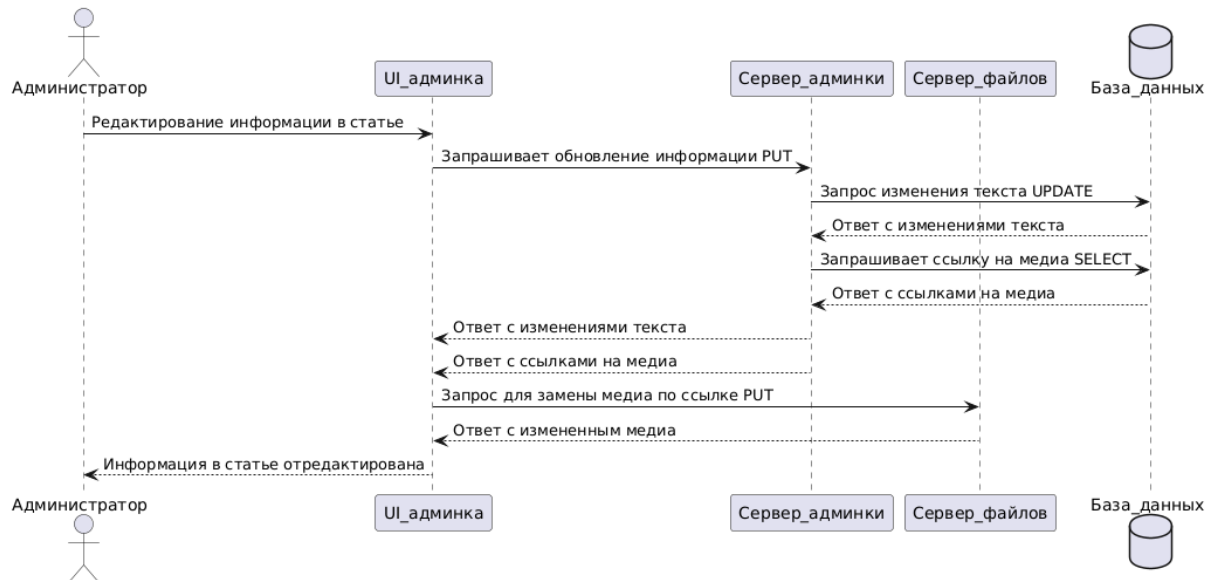 Администратор
UI_админка
Сервер_админки
Сервер_файлов
База_данных
Редактирование информации в статье
Запрашивает обновление информации PUT
Запрос изменения текста UPDATE
Ответ с изменениями текста
Запрашивает ссылку на медиа SELECT
Ответ с ссылками на медиа
Ответ с изменениями текста
Ответ с ссылками на медиа
Запрос для замены медиа по ссылке PUT
Ответ с измененным медиа
Информация в статье отредактирована
Администратор
UI_админка
Сервер_админки
Сервер_файлов
База_данных